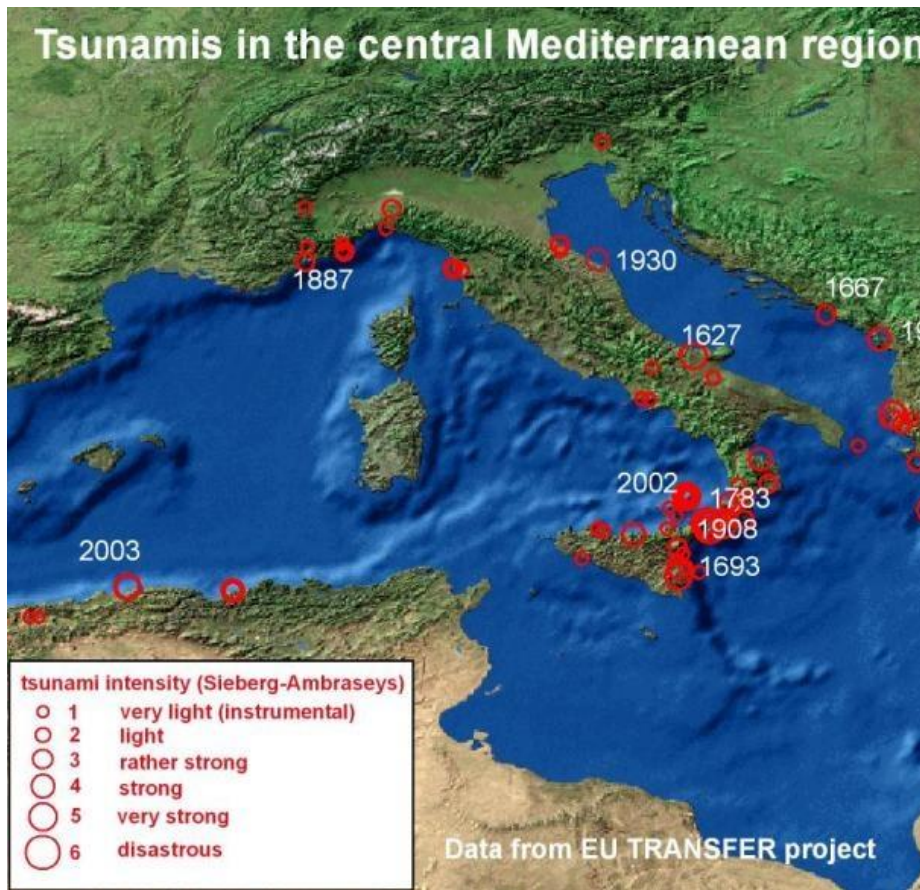 Tsunamis in the central Mediterranean region
1930
1887
1667
19
1627
2002
1783
1908
2003
1693
tsunami intensity (Sieberg-Ambraseys)
1 very light (instrumental)
2 light
3 rather strong
4 strong
5 very strong
6 disastrous
Data from EU TRANSFER project